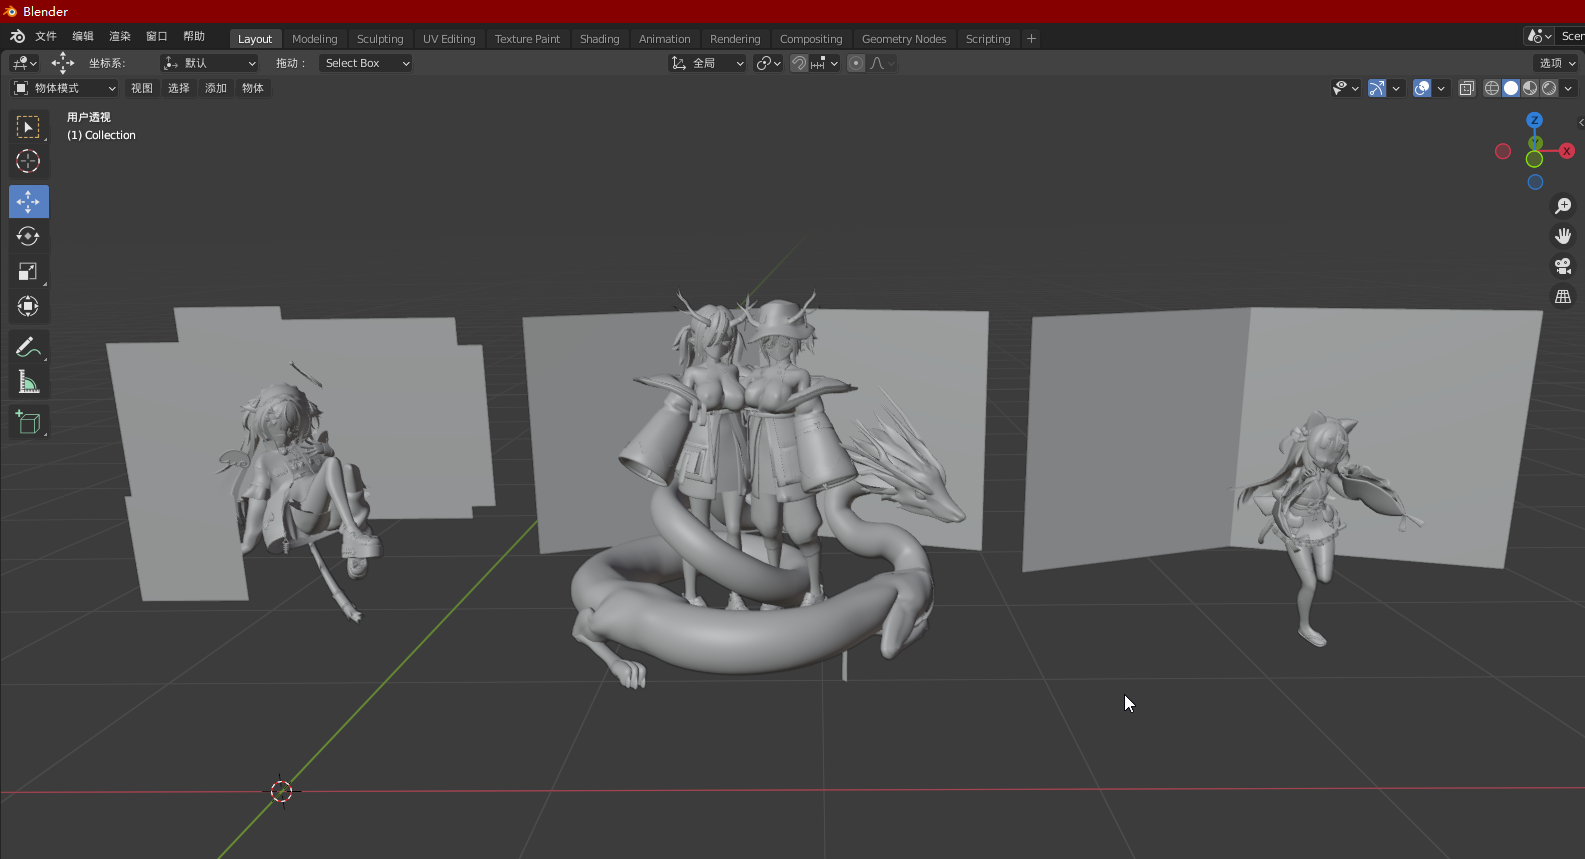 Blender
文件 编辑 渲染 窗口 帮助 Layout Modeling Sculpting UV Editing Texture Paint Shading Animation Rendering Compositing Geometry Nodes Scripting + Scen
坐标系: 默认 拖动: Select Box 全局 选项
物体模式 视图 选择 添加 物体
用户透视
(1) Collection
Z
Y
X